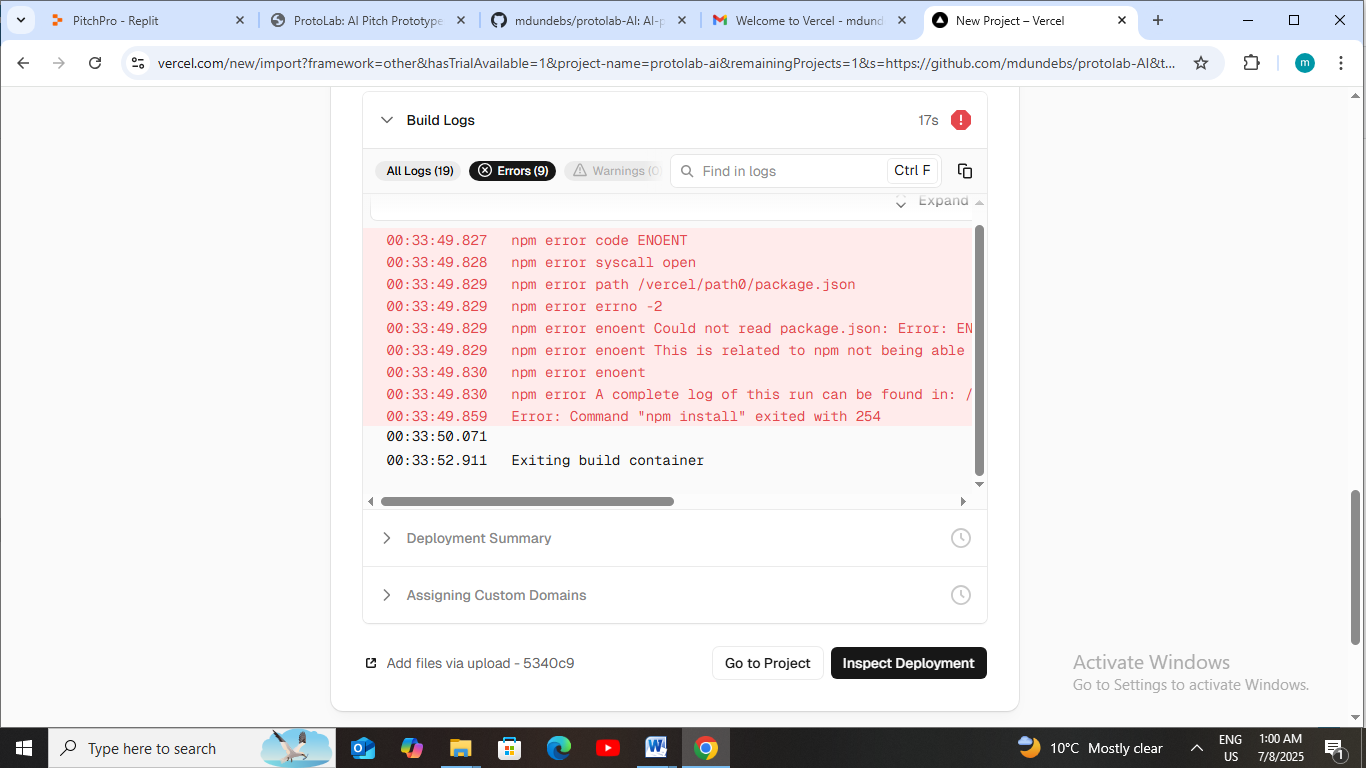 PitchPro - Replit
ProtoLab: AI Pitch Prototype
mdundebs/protolab-AI: AI-p
Welcome to Vercel - mdund
New Project – Vercel
vercel.com/new/import?framework=other&hasTrialAvailable=1&project-name=protolab-ai&remainingProjects=1&s=https://github.com/mdundebs/protolab-AI&t...
m
Build Logs
17s
All Logs (19)
Errors (9)
Warnings (0)
Find in logs
Ctrl F
Expand
00:33:49.827 npm error code ENOENT
00:33:49.828 npm error syscall open
00:33:49.829 npm error path /vercel/path0/package.json
00:33:49.829 npm error errno -2
00:33:49.829 npm error enoent Could not read package.json: Error: EN
00:33:49.829 npm error enoent This is related to npm not being able
00:33:49.830 npm error enoent
00:33:49.830 npm error A complete log of this run can be found in: /
00:33:49.859 Error: Command "npm install" exited with 254
00:33:50.071
00:33:52.911 Exiting build container
Deployment Summary
Assigning Custom Domains
Add files via upload - 5340c9
Go to Project
Inspect Deployment
Activate Windows
Go to Settings to activate Windows.
Type here to search
10°C Mostly clear
ENG
US
1:00 AM
7/8/2025
1